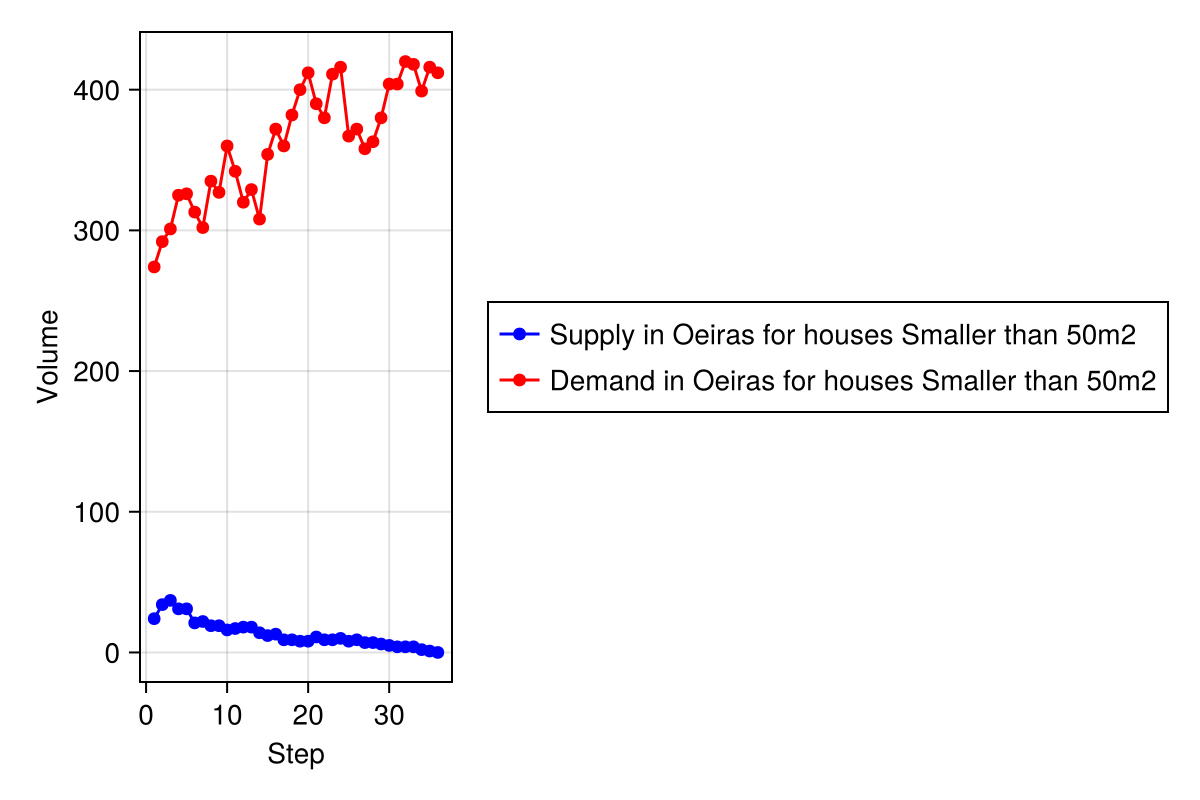 400
300
200
100
0
Volume
0 10 20 30
Step
Supply in Oeiras for houses Smaller than 50m2
Demand in Oeiras for houses Smaller than 50m2